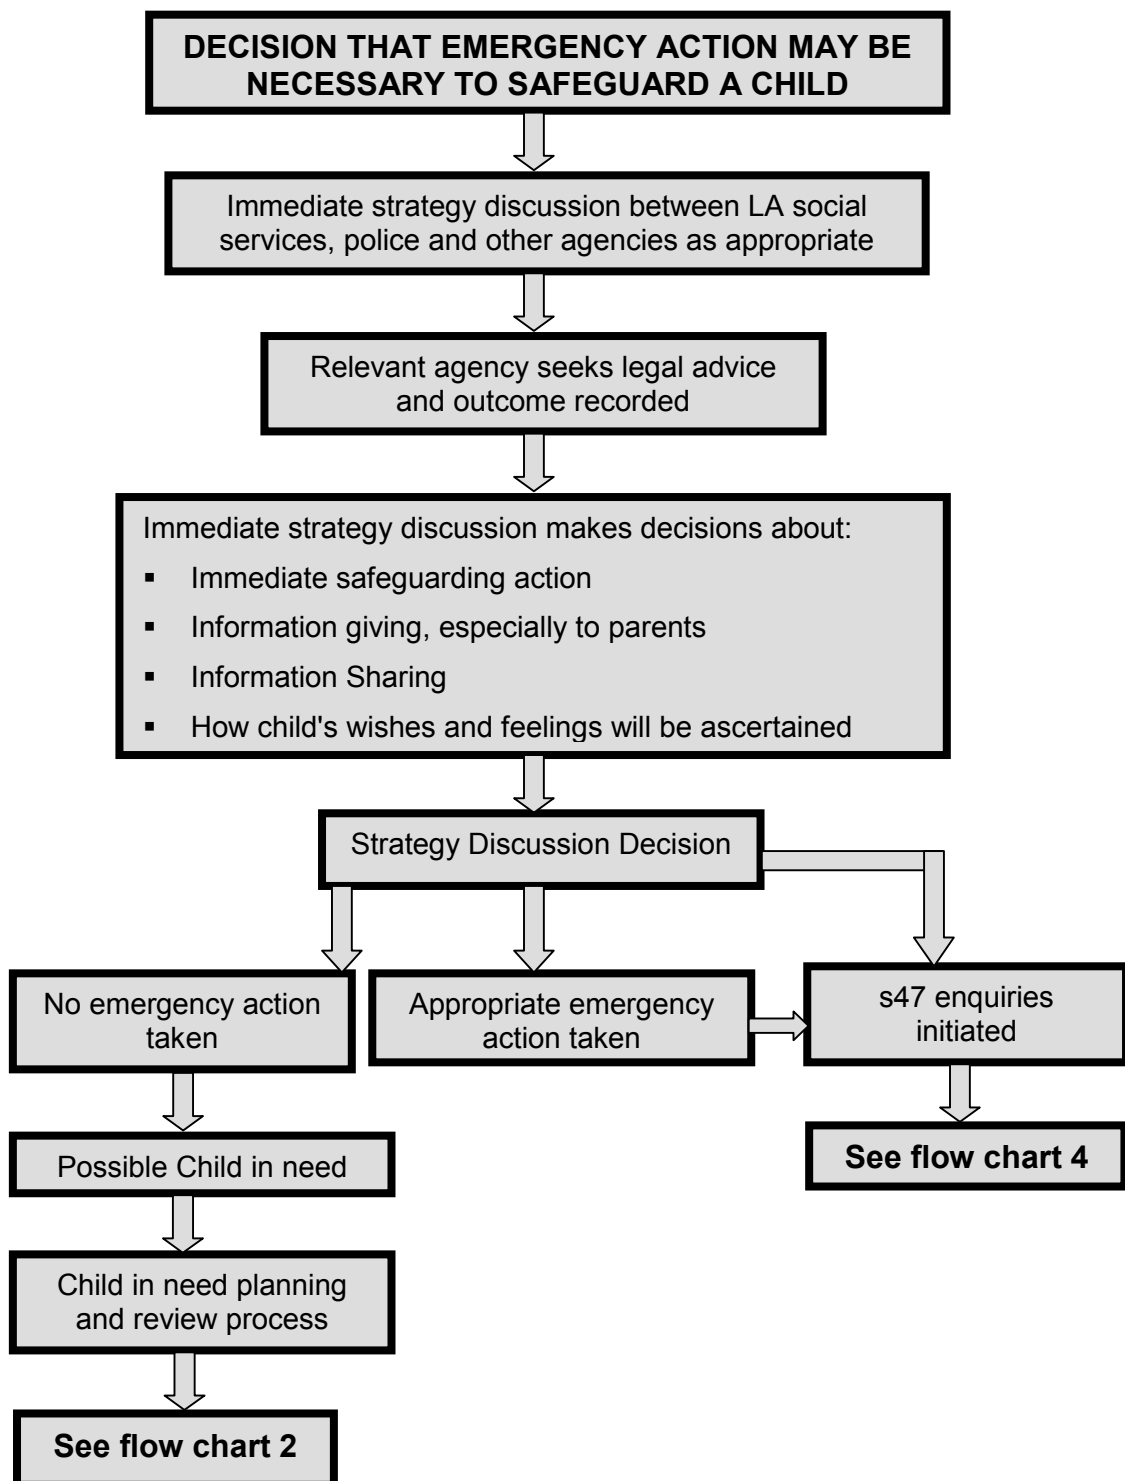 DECISION THAT EMERGENCY ACTION MAY BE
NECESSARY TO SAFEGUARD A CHILD
Immediate strategy discussion between LA social
services, police and other agencies as appropriate
Relevant agency seeks legal advice
and outcome recorded
Immediate strategy discussion makes decisions about:
▪ Immediate safeguarding action
▪ Information giving, especially to parents
▪ Information Sharing
▪ How child's wishes and feelings will be ascertained
Strategy Discussion Decision
No emergency action
taken
Appropriate emergency
action taken
s47 enquiries
initiated
Possible Child in need
See flow chart 4
Child in need planning
and review process
See flow chart 2